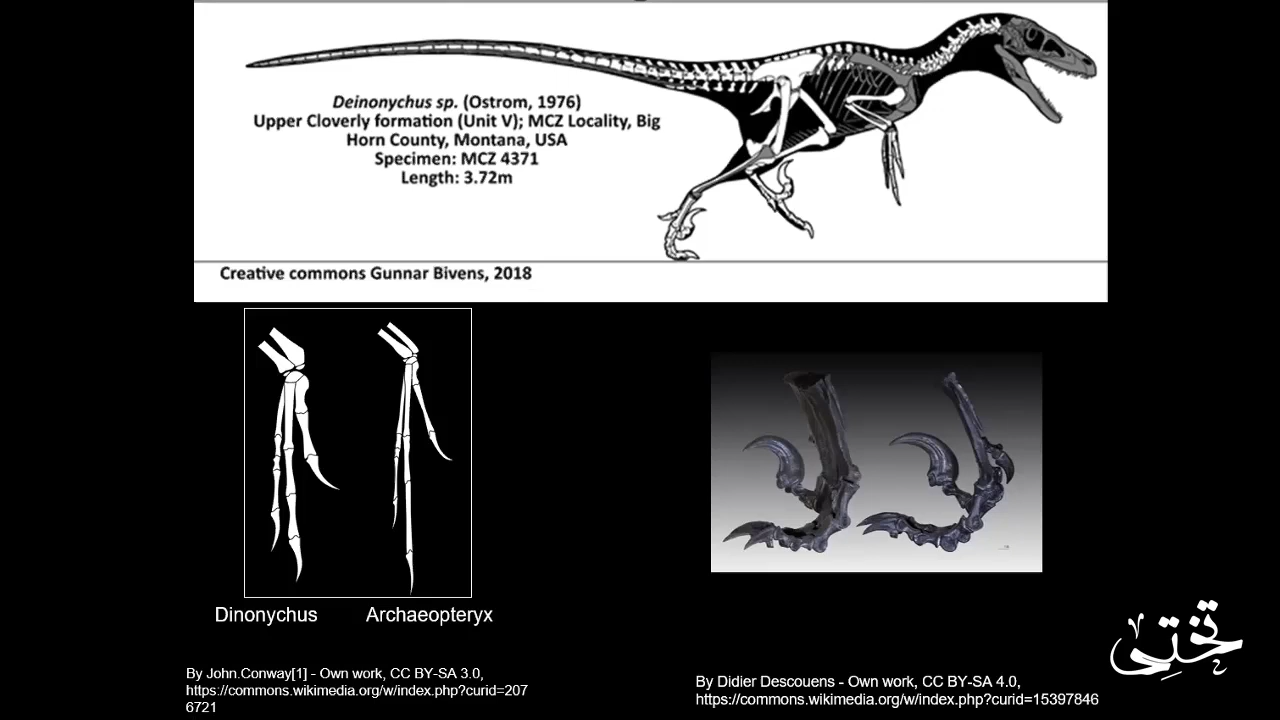 Deinonychus sp. (Ostrom, 1976)
Upper Cloverly formation (Unit V); MCZ Locality, Big
Horn County, Montana, USA
Specimen: MCZ 4371
Length: 3.72m
Creative commons Gunnar Bivens, 2018
Dinonychus
Archaeopteryx
By John.Conway[1] - Own work, CC BY-SA 3.0,
https://commons.wikimedia.org/w/index.php?curid=207
6721
By Didier Descouens - Own work, CC BY-SA 4.0,
https://commons.wikimedia.org/w/index.php?curid=15397846
تختی